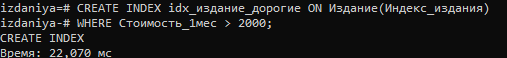 izdaniya=# CREATE INDEX idx_издание_дорогие ON Издание(Индекс_издания)
izdaniya-# WHERE Стоимость_1мес > 2000;
CREATE INDEX
Время: 22,070 мс